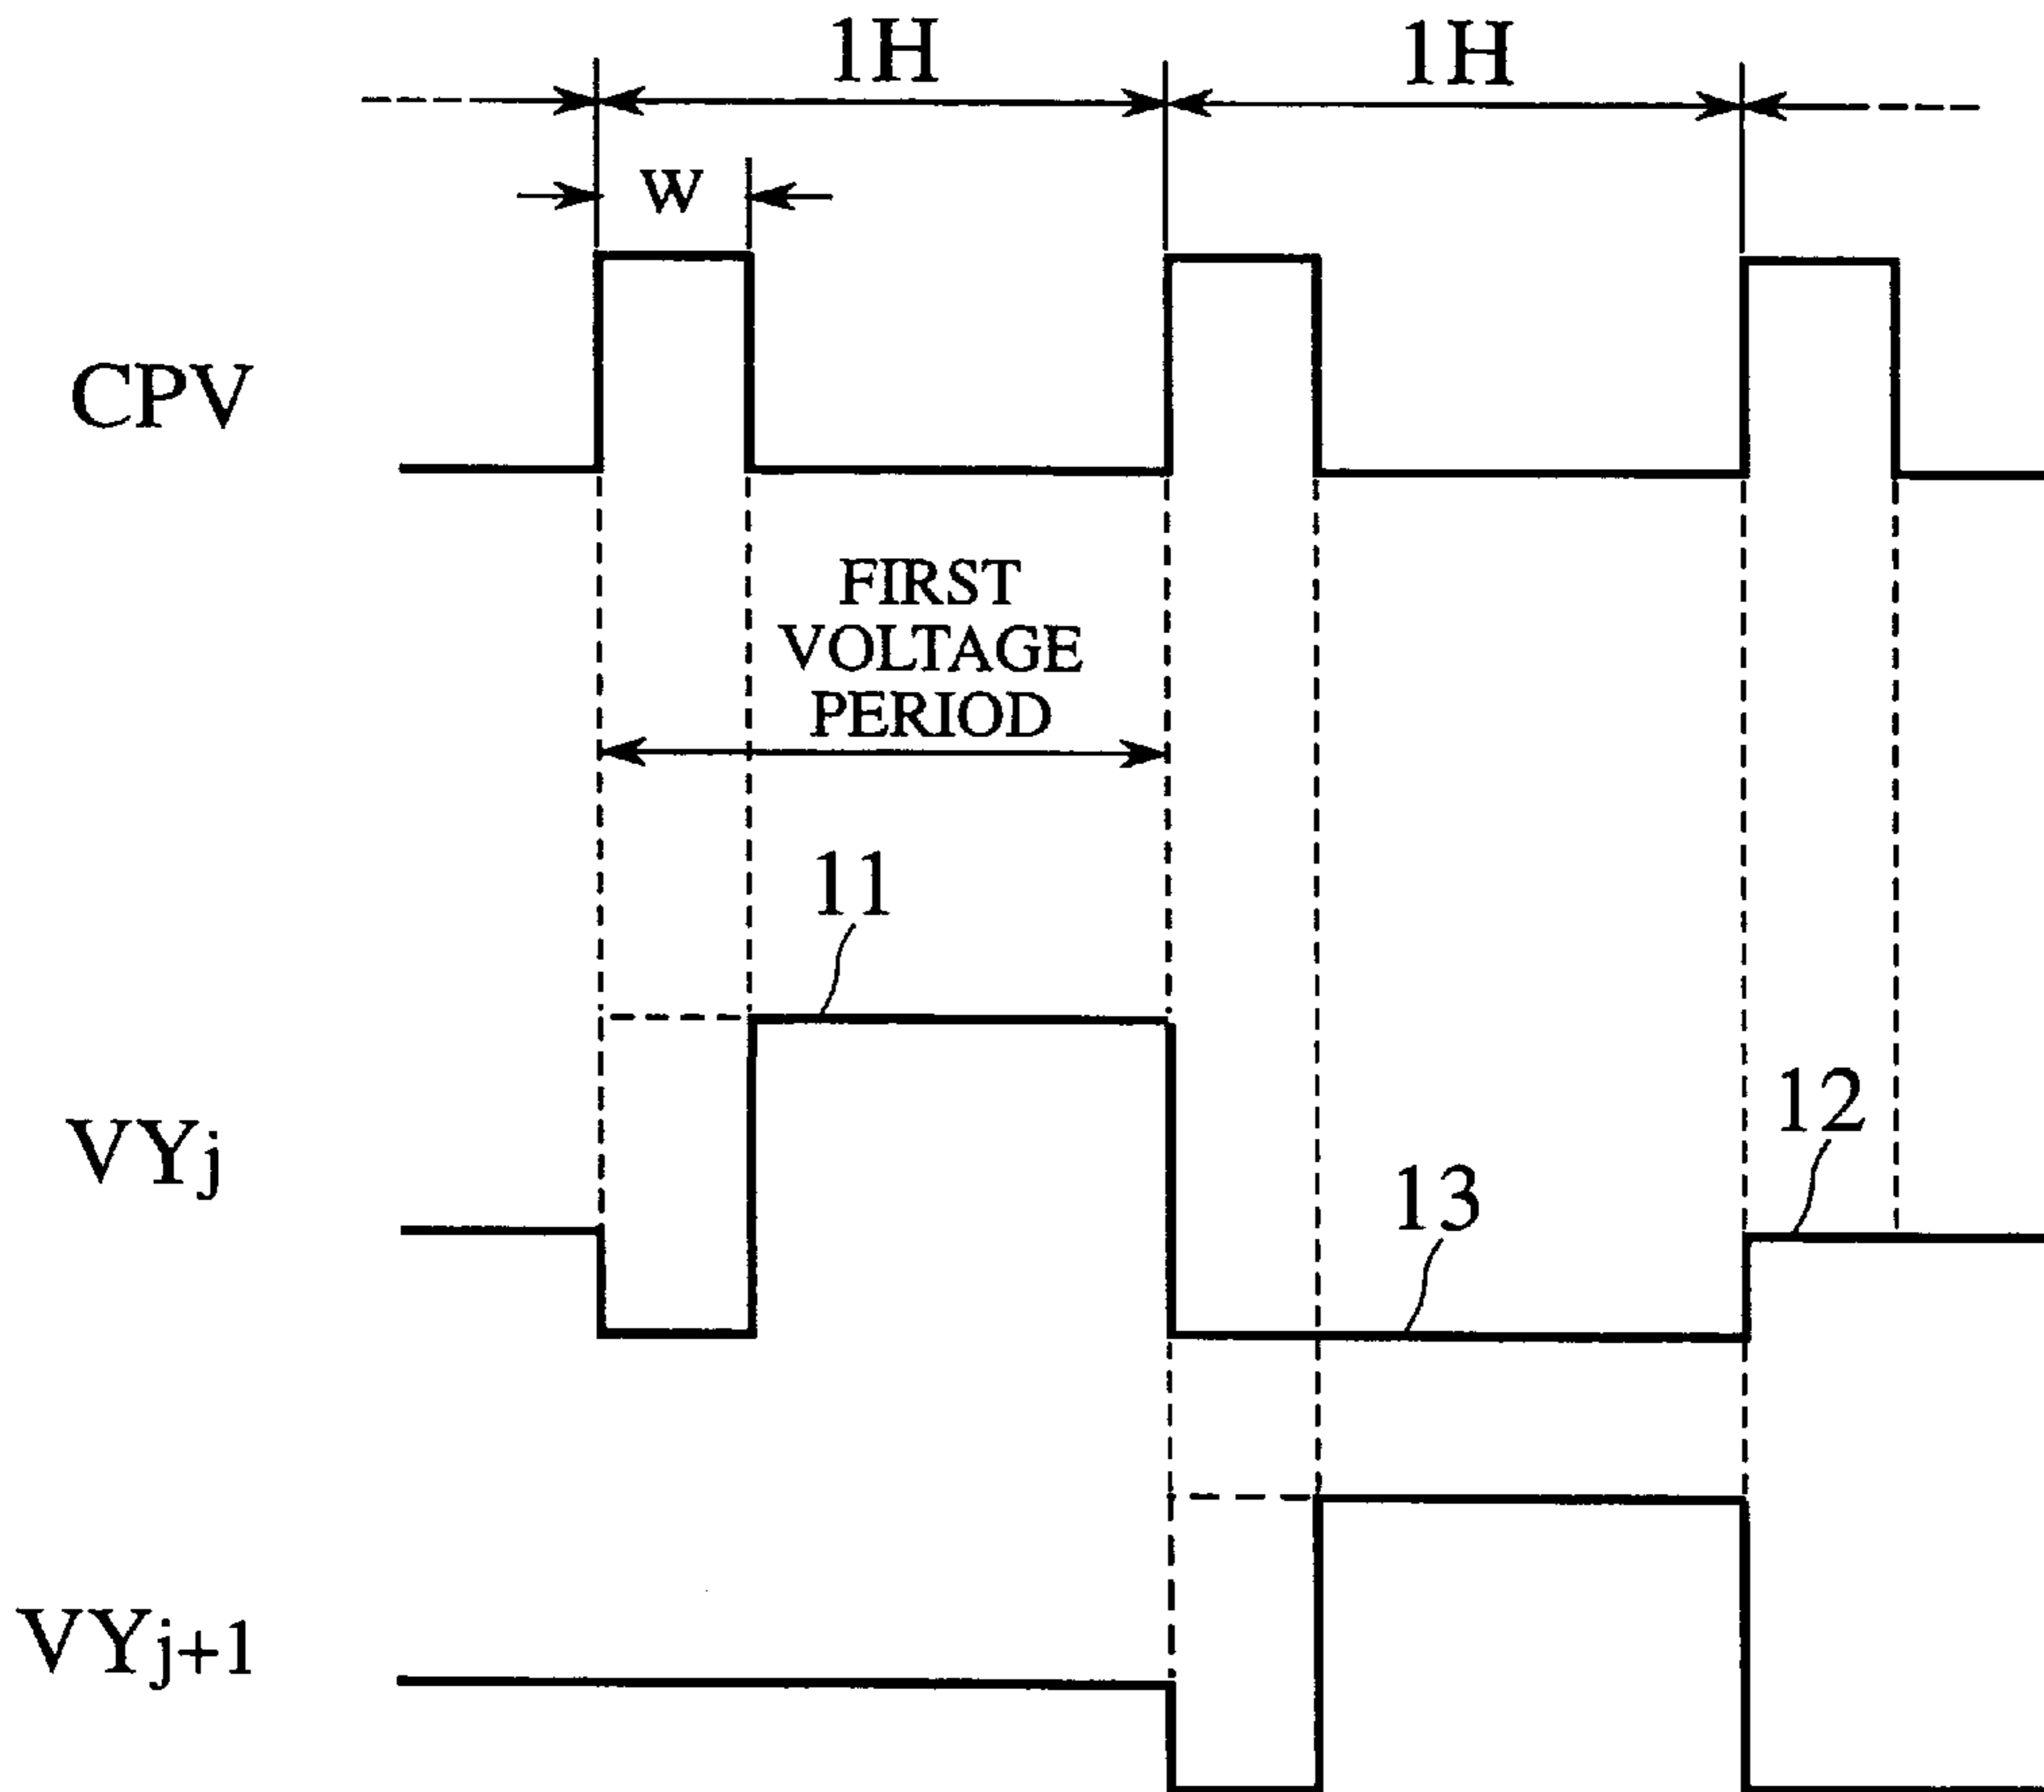 1H 1H
w
CPV
FIRST
VOLTAGE
PERIOD
11
12
VYj
13
VYj+1